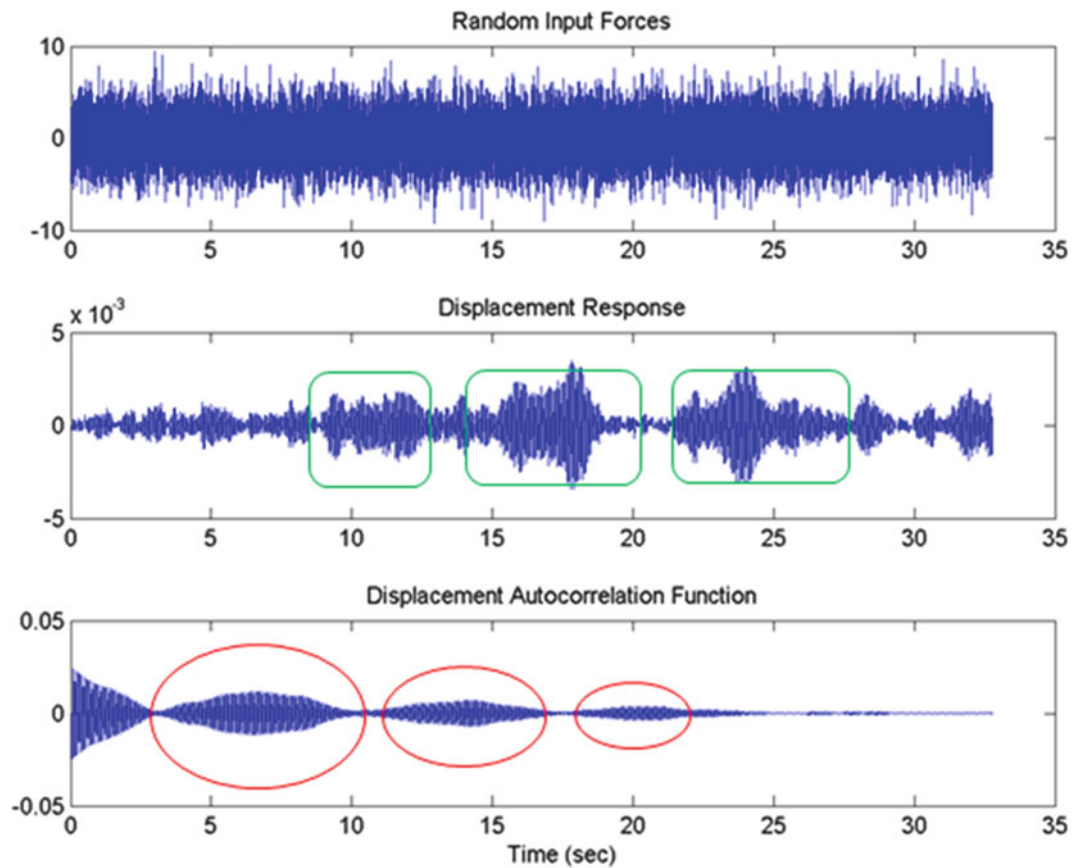 Random Input Forces
10
0
-10
0 5 10 15 20 25 30 35
Displacement Response
x 10-3
5
0
-5
0 5 10 15 20 25 30 35
Displacement Autocorrelation Function
0.05
0
-0.05
0 5 10 15 20 25 30 35
Time (sec)